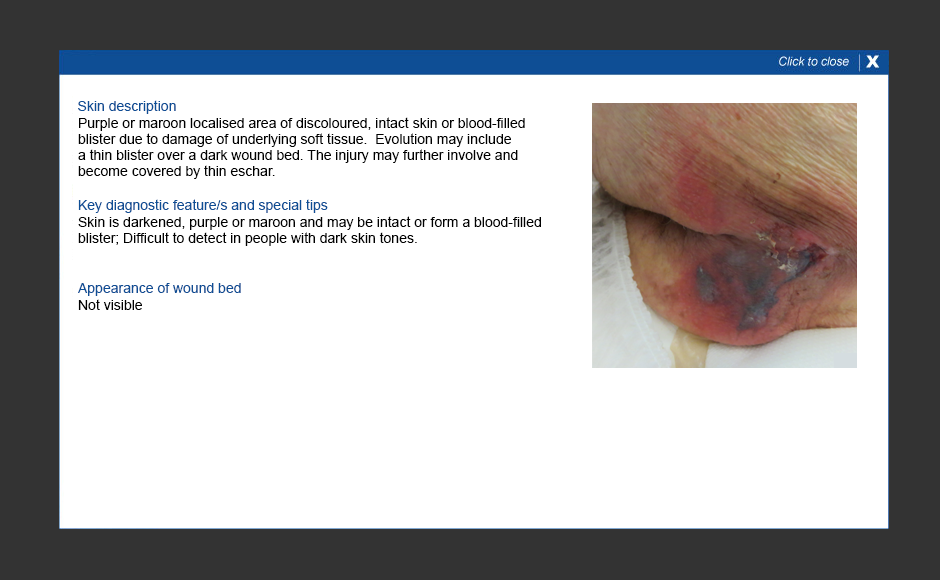 Click to close | X
Skin description
Purple or maroon localised area of discoloured, intact skin or blood-filled
blister due to damage of underlying soft tissue.  Evolution may include
a thin blister over a dark wound bed. The injury may further involve and
become covered by thin eschar.
Key diagnostic feature/s and special tips
Skin is darkened, purple or maroon and may be intact or form a blood-filled
blister; Difficult to detect in people with dark skin tones.
Appearance of wound bed
Not visible